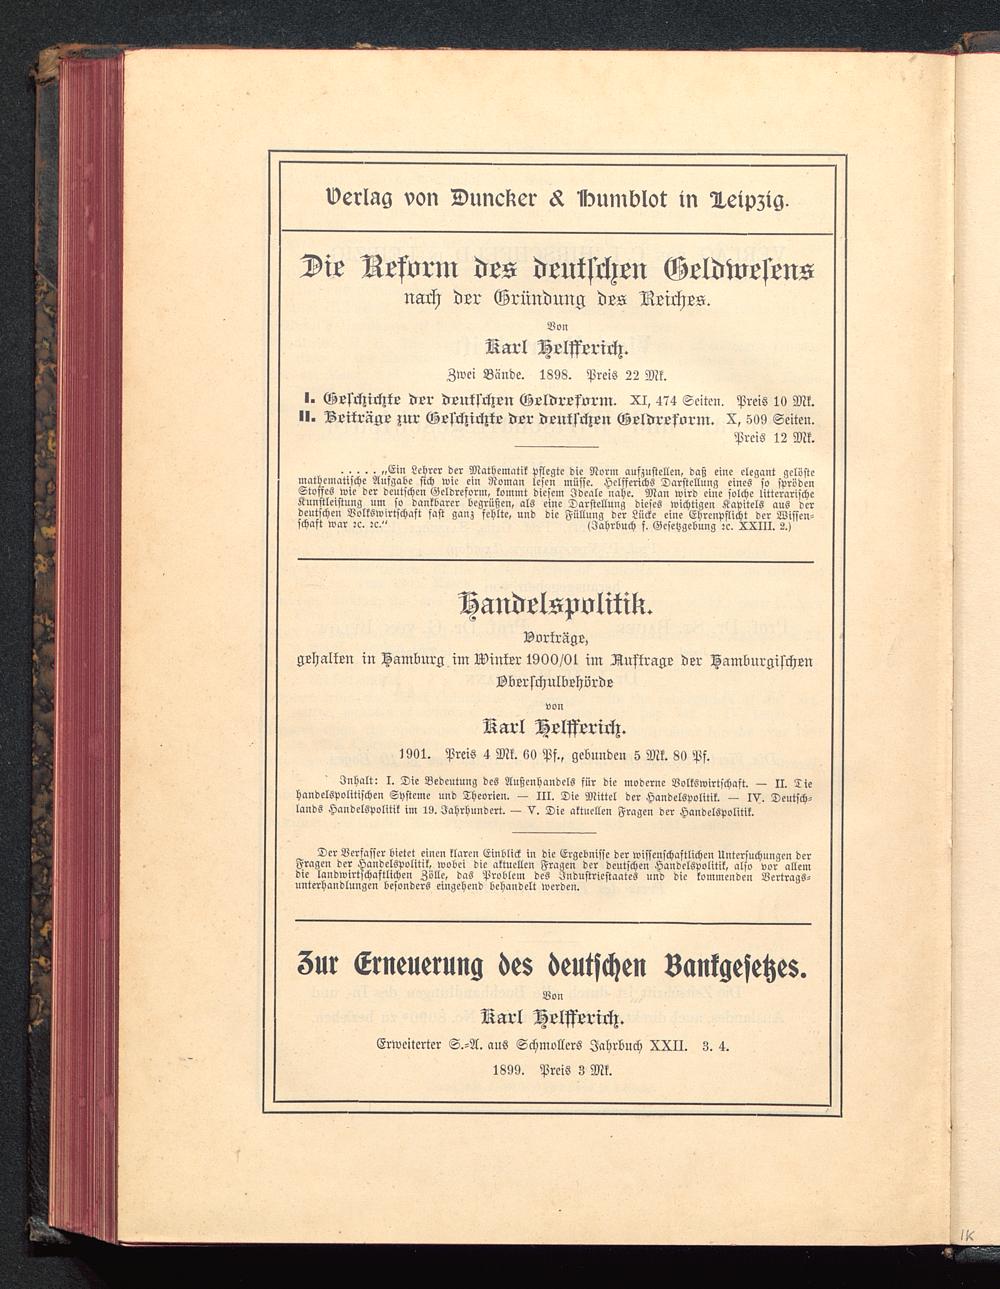 Verlag von Duncker & Humblot in Leipzig.
Die Reform des deutschen Geldwesens
nach der Gründung des Reiches.
Von
Karl Helfferich.
Zwei Bände. 1898. Preis 22 Mk.
I. Geschichte der deutschen Geldreform. XI, 474 Seiten. Preis 10 Mk.
II. Beiträge zur Geschichte der deutschen Geldreform. X, 509 Seiten.
Preis 12 Mk.
. . . . . „Ein Lehrer der Mathematik pflegte die Norm aufzustellen, daß eine elegant gelöste
mathematische Aufgabe sich wie ein Roman lesen müsse. Helfferichs Darstellung eines so spröden
Stoffes wie der deutschen Geldreform, kommt diesem Ideale nahe. Man wird eine solche litterarische
Kunstleistung um so dankbarer begrüßen, als eine Darstellung dieses wichtigen Kapitels aus der
deutschen Volkswirtschaft fast ganz fehlte, und die Füllung der Lücke eine Ehrenpflicht der Wissen-
schaft war ꝛc. ꝛc.“ (Jahrbuch f. Gesetzgebung ꝛc. XXIII. 2.)
Handelspolitik.
Vorträge,
gehalten in Hamburg im Winter 1900/01 im Auftrage der Hamburgischen
Oberschulbehörde
von
Karl Helfferich.
1901. Preis 4 Mk. 60 Pf., gebunden 5 Mk. 80 Pf.
Inhalt: I. Die Bedeutung des Außenhandels für die moderne Volkswirtschaft. — II. Die
handelspolitischen Systeme und Theorien. — III. Die Mittel der Handelspolitik. — IV. Deutsch-
lands Handelspolitik im 19. Jahrhundert. — V. Die aktuellen Fragen der Handelspolitik.
Der Verfasser bietet einen klaren Einblick in die Ergebnisse der wissenschaftlichen Untersuchungen der
Fragen der Handelspolitik, wobei die aktuellen Fragen der deutschen Handelspolitik, also vor allem
die landwirtschaftlichen Zölle, das Problem des Industriestaates und die kommenden Vertrags-
unterhandlungen besonders eingehend behandelt werden.
Zur Erneuerung des deutschen Bankgesetzes.
Von
Karl Helfferich.
Erweiterter S.-A. aus Schmollers Jahrbuch XXII. 3. 4.
1899. Preis 3 Mk.
1K